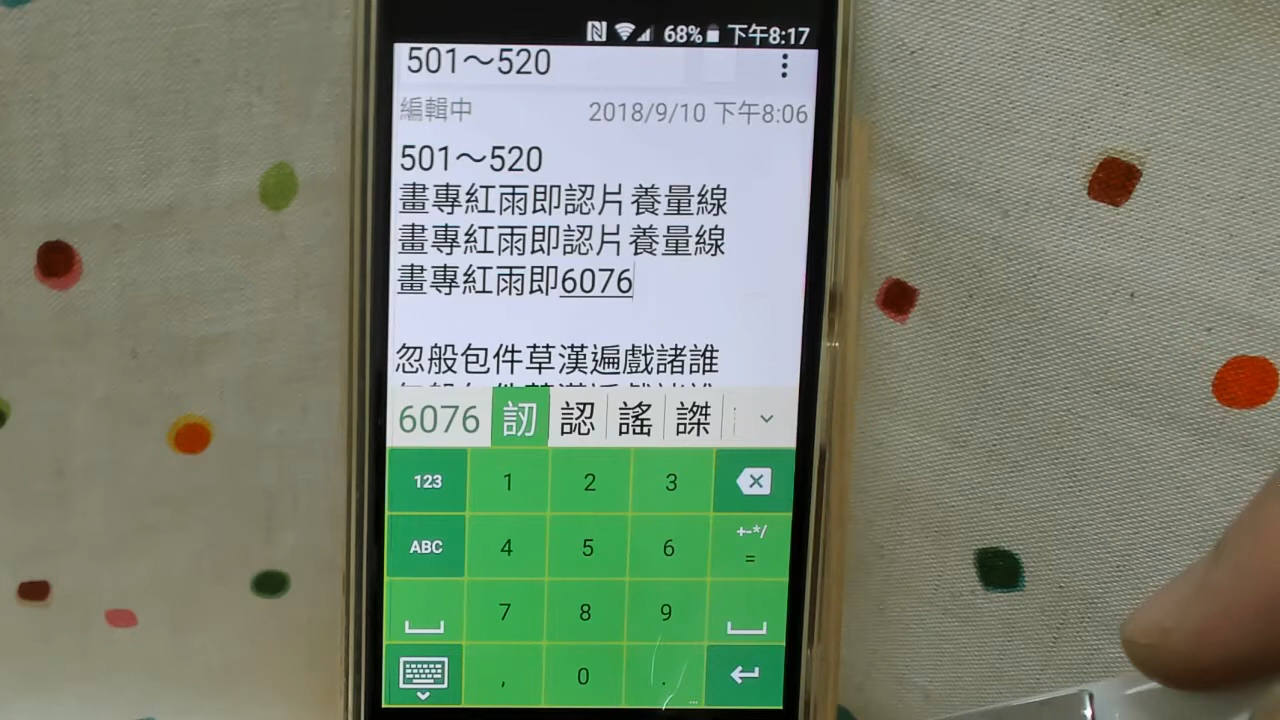 68% 下午8:17
501～520
編輯中 2018/9/10 下午8:06
501～520
畫專紅雨即認片養量線
畫專紅雨即認片養量線
畫專紅雨即6076
忽般包件草漢遍戲諸誰
6076 訒 認 謠 謋
123 1 2 3
ABC 4 5 6 +-*/ =
7 8 9
, 0 . ...